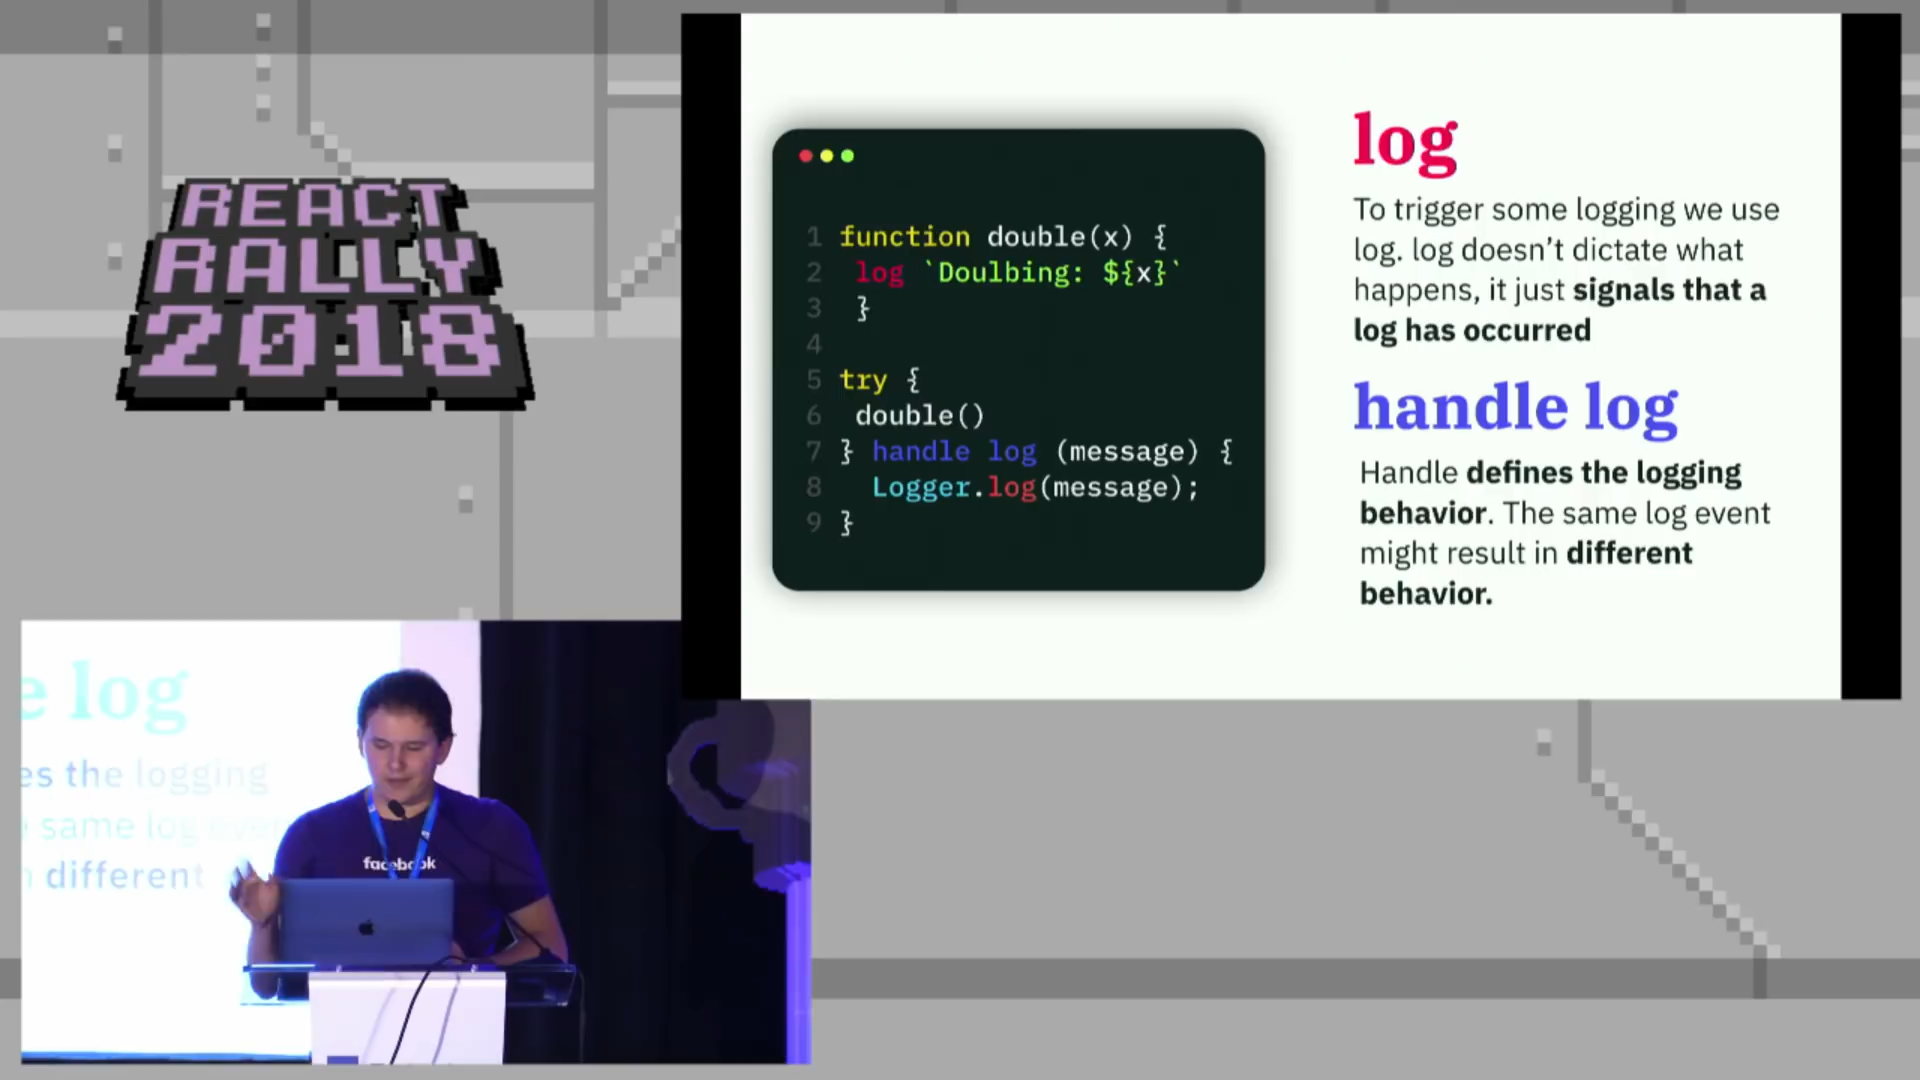 REACT
RALLY
2018
1 function double(x) {
2 log `Doulbing: ${x}`
3 }
4
5 try {
6 double()
7 } handle log (message) {
8 Logger.log(message);
9 }
log
To trigger some logging we use
log. log doesn’t dictate what
happens, it just signals that a
log has occurred
handle log
Handle defines the logging
behavior. The same log event
might result in different
behavior.
e log
es the logging
same log even
different
facebook